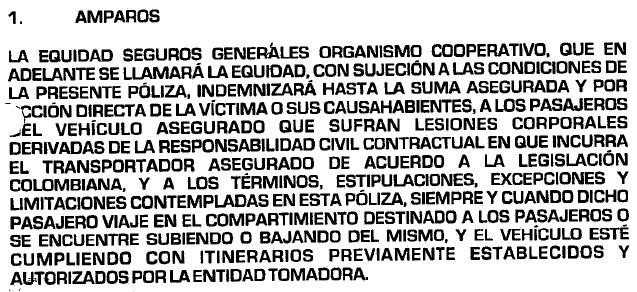 1. AMPAROS
LA EQUIDAD SEGUROS GENERÁLES ORGANISMO COOPERATIVO, QUE EN
ADELANTE SE LLAMARÁ LA EQUIDAD, CON SUJECIÓN A LAS CONDICIONES DE
LA PRESENTE PÓLIZA, INDEMNIZARÁ HASTA LA SUMA ASEGURADA Y POR
CCIÓN DIRECTA DE LA VÍCTIMA O SUS CAUSAHABIENTES, A LOS PASAJEROS
DEL VEHÍCULO ASEGURADO QUE SUFRAN LESIONES CORPORALES
DERIVADAS DE LA RESPONSABILIDAD CIVIL CONTRACTUAL EN QUE INCURRA
EL TRANSPORTADOR ASEGURADO DE ACUERDO A LA LEGISLACIÓN
COLOMBIANA, Y A LOS TÉRMINOS, ESTIPULACIONES, EXCEPCIONES Y
LIMITACIONES CONTEMPLADAS EN ESTA PÓLIZA, SIEMPRE Y CUANDO DICHO
PASAJERO VIAJE EN EL COMPARTIMIENTO DESTINADO A LOS PASAJEROS O
SE ENCUENTRE SUBIENDO O BAJANDO DEL MISMO, Y EL VEHÍCULO ESTÉ
CUMPLIENDO CON ITINERARIOS PREVIAMENTE ESTABLECIDOS Y
AUTORIZADOS POR LA ENTIDAD TOMADORA.